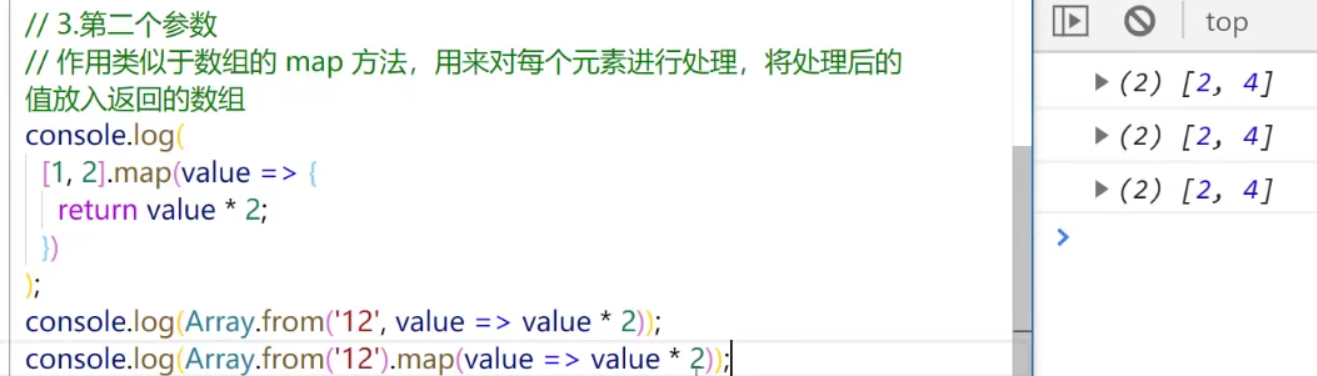 // 3.第二个参数
// 作用类似于数组的 map 方法，用来对每个元素进行处理，将处理后的
值放入返回的数组
console.log(
[1, 2].map(value => {
return value * 2;
})
);
console.log(Array.from('12', value => value * 2));
console.log(Array.from('12').map(value => value * 2));
top
(2) [2, 4]
(2) [2, 4]
(2) [2, 4]